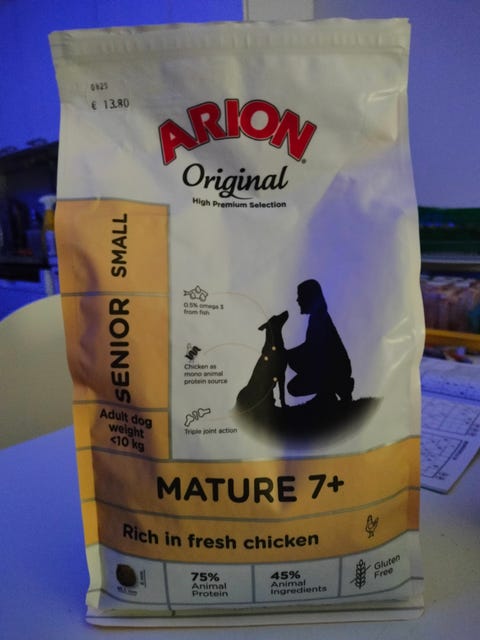 0825
€ 13.80
ARION
Original
High Premium Selection
SENIOR SMALL
Adult dog
weight
<10 kg
0.5% omega 3
from fish
Chicken as
mono animal
protein source
Triple joint action
MATURE 7+
Rich in fresh chicken
75%
Animal
Protein
45%
Animal
Ingredients
Gluten
Free